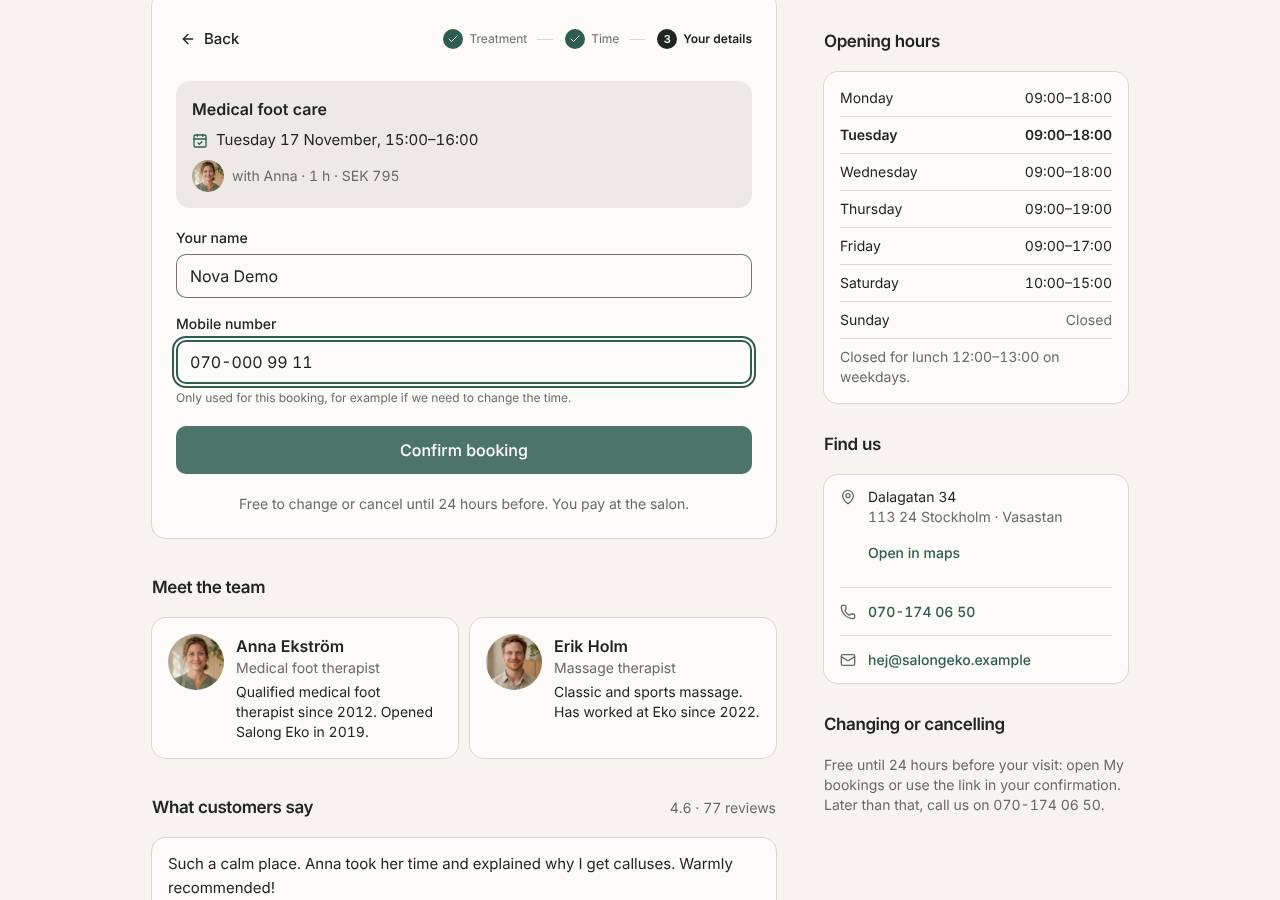 Back
Treatment
Time
3 Your details
Medical foot care
Tuesday 17 November, 15:00–16:00
with Anna · 1 h · SEK 795
Your name
Nova Demo
Mobile number
070-000 99 11
Only used for this booking, for example if we need to change the time.
Confirm booking
Free to change or cancel until 24 hours before. You pay at the salon.
Meet the team
Anna Ekström
Medical foot therapist
Qualified medical foot
therapist since 2012. Opened
Salong Eko in 2019.
Erik Holm
Massage therapist
Classic and sports massage.
Has worked at Eko since 2022.
What customers say
4.6 · 77 reviews
Such a calm place. Anna took her time and explained why I get calluses. Warmly
recommended!
Opening hours
Monday 09:00–18:00
Tuesday 09:00–18:00
Wednesday 09:00–18:00
Thursday 09:00–19:00
Friday 09:00–17:00
Saturday 10:00–15:00
Sunday Closed
Closed for lunch 12:00–13:00 on
weekdays.
Find us
Dalagatan 34
113 24 Stockholm · Vasastan
Open in maps
070-174 06 50
hej@salongeko.example
Changing or cancelling
Free until 24 hours before your visit: open My
bookings or use the link in your confirmation.
Later than that, call us on 070-174 06 50.